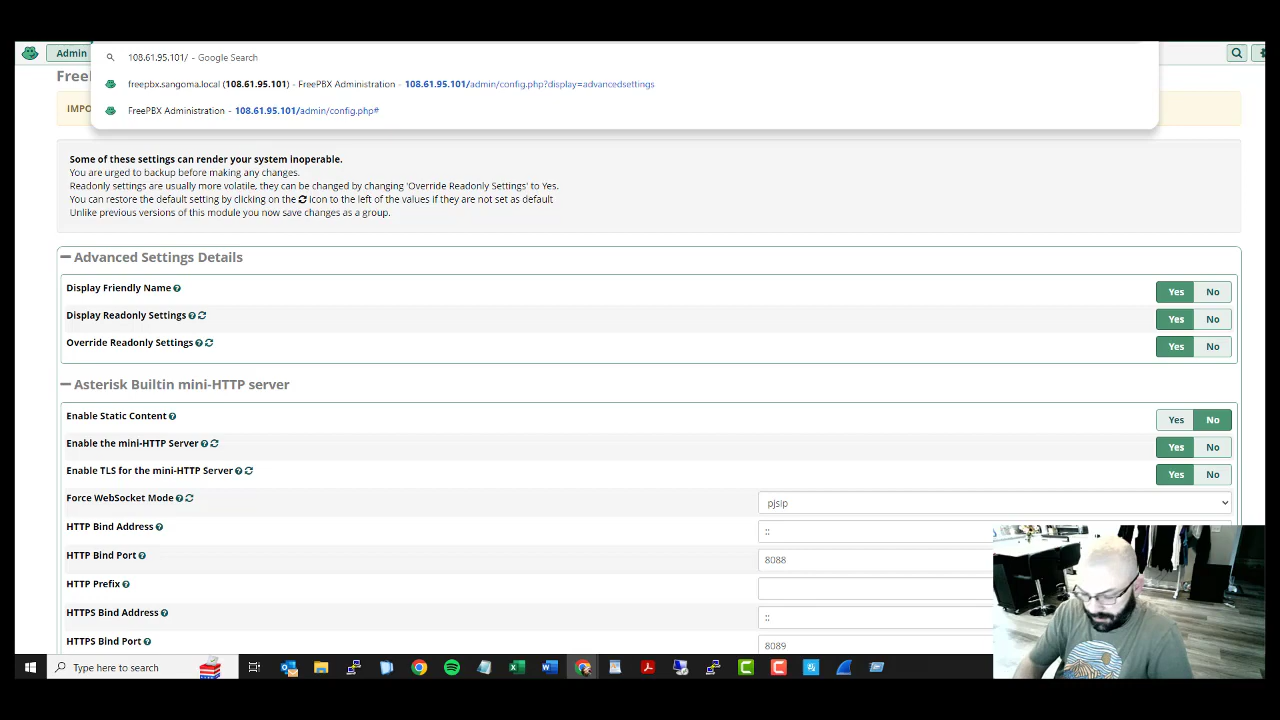 Admin
108.61.95.101/ - Google Search
freepbx.sangoma.local (108.61.95.101) - FreePBX Administration - 108.61.95.101/admin/config.php?display=advancedsettings
FreePBX Administration - 108.61.95.101/admin/config.php#
Free
IMPO
Some of these settings can render your system inoperable.
You are urged to backup before making any changes.
Readonly settings are usually more volatile, they can be changed by changing 'Override Readonly Settings' to Yes.
You can restore the default setting by clicking on the icon to the left of the values if they are not set as default
Unlike previous versions of this module you now save changes as a group.
Advanced Settings Details
Display Friendly Name Yes No
Display Readonly Settings Yes No
Override Readonly Settings Yes No
Asterisk Builtin mini-HTTP server
Enable Static Content Yes No
Enable the mini-HTTP Server Yes No
Enable TLS for the mini-HTTP Server Yes No
Force WebSocket Mode pjsip
HTTP Bind Address ::
HTTP Bind Port 8088
HTTP Prefix
HTTPS Bind Address ::
HTTPS Bind Port 8089
Type here to search